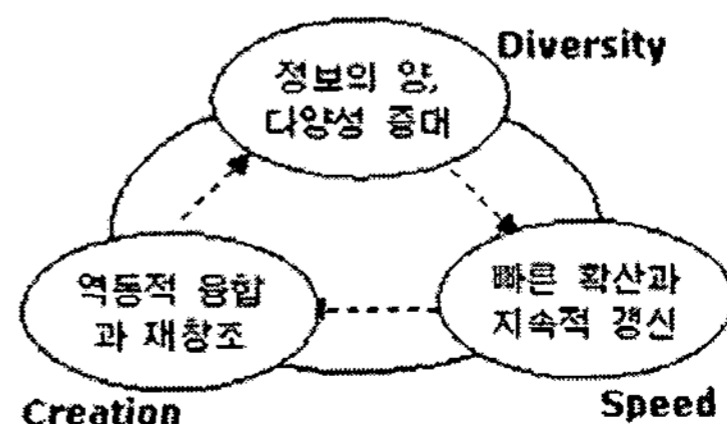 Diversity
정보의 양,
다양성 증대
역동적 융합
과 재창조
빠른 확산과
지속적 갱신
Creation
Speed